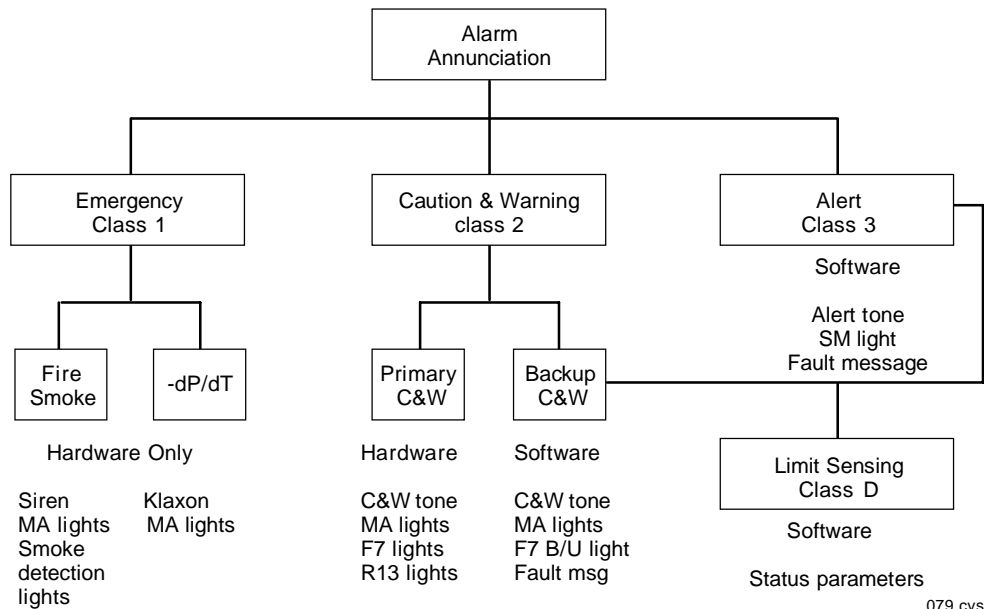 Alarm
Annunciation
Emergency
Class 1
Caution & Warning
class 2
Alert
Class 3
Software
Alert tone
SM light
Fault message
Fire
Smoke
-dP/dT
Primary
C&W
Backup
C&W
Hardware Only
Siren
MA lights
Smoke
detection
lights
Klaxon
MA lights
Hardware
C&W tone
MA lights
F7 lights
R13 lights
Software
C&W tone
MA lights
F7 B/U light
Fault msg
Limit Sensing
Class D
Software
Status parameters
079.cvs